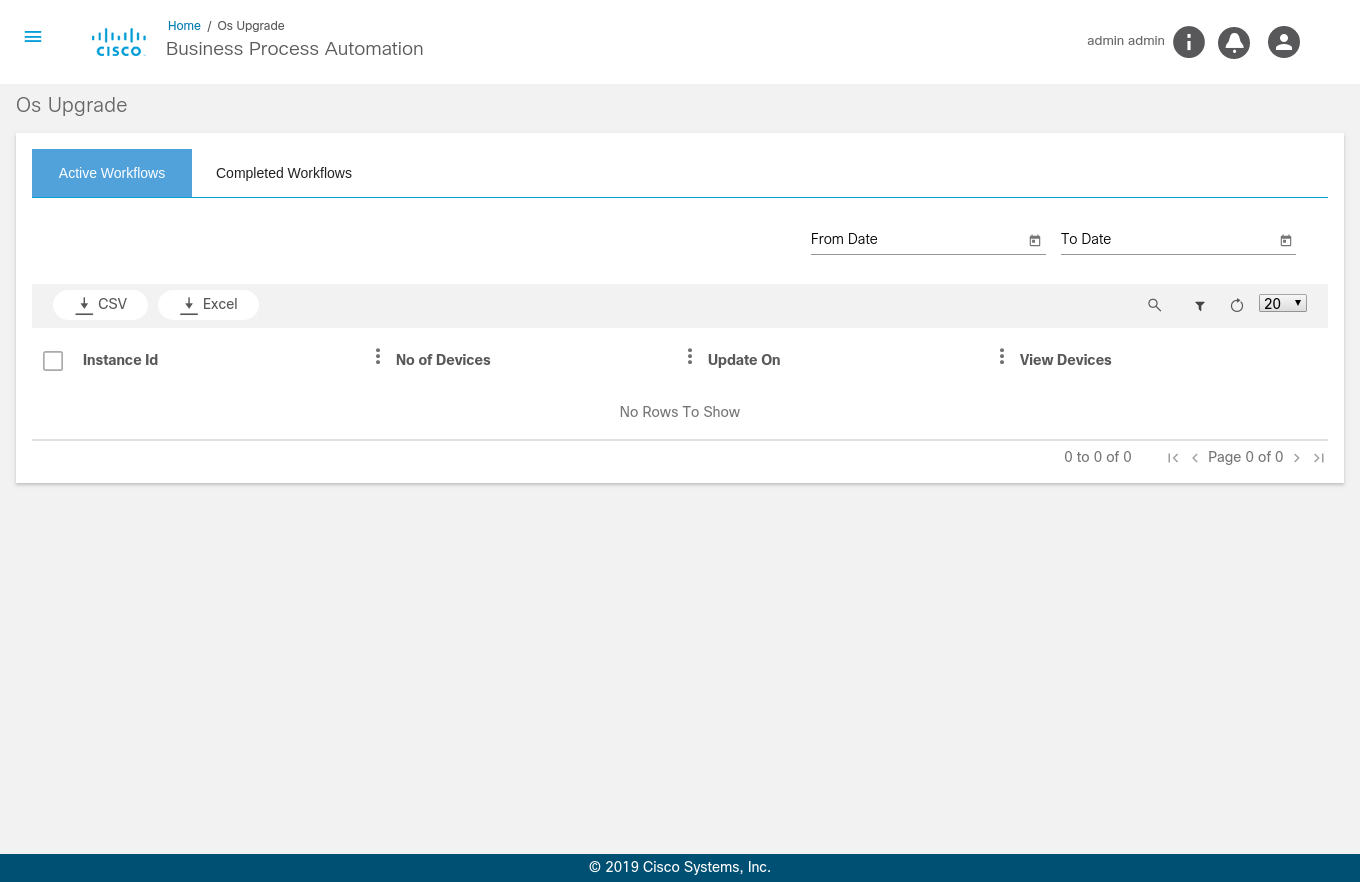 Home / Os Upgrade
CISCO
Business Process Automation
admin admin
Os Upgrade
Active Workflows
Completed Workflows
From Date
To Date
CSV
Excel
20
Instance Id
No of Devices
Update On
View Devices
No Rows To Show
0 to 0 of 0
Page 0 of 0
© 2019 Cisco Systems, Inc.